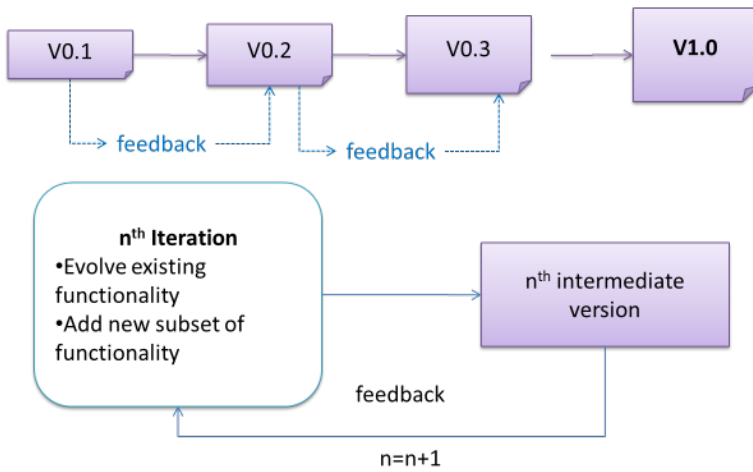 V0.1
V0.2
V0.3
V1.0
feedback
feedback
nth Iteration
•Evolve existing
functionality
•Add new subset of
functionality
nth intermediate
version
feedback
n=n+1